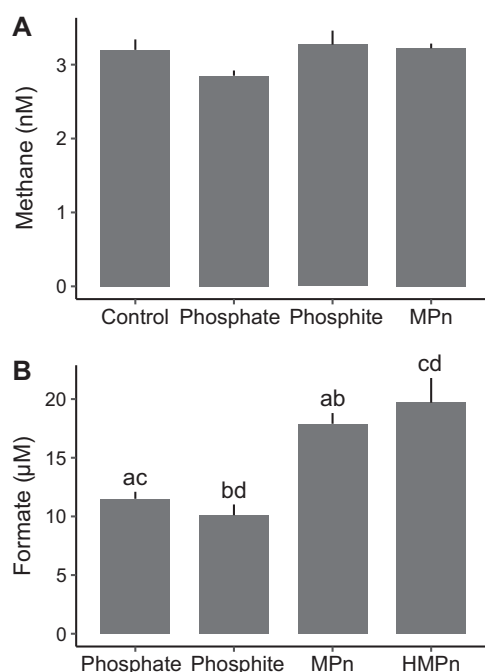 A
Methane (nM)
3
2
1
0
Control Phosphate Phosphite MPn
B
Formate (µM)
20
15
10
5
0
ac
bd
ab
cd
Phosphate Phosphite MPn HMPn